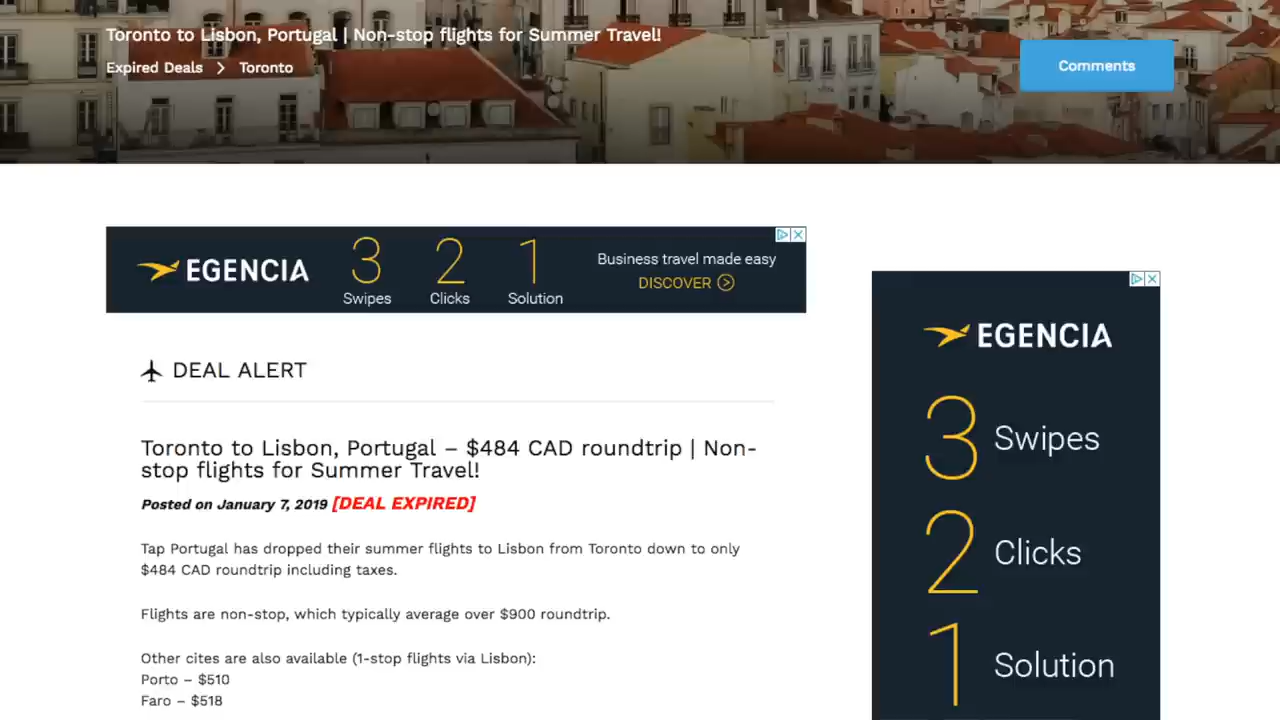 Toronto to Lisbon, Portugal | Non-stop flights for Summer Travel!
Expired Deals > Toronto
Comments
EGENCIA
3 2 1
Swipes Clicks Solution
Business travel made easy
DISCOVER
DEAL ALERT
Toronto to Lisbon, Portugal – $484 CAD roundtrip | Non-
stop flights for Summer Travel!
Posted on January 7, 2019 [DEAL EXPIRED]
Tap Portugal has dropped their summer flights to Lisbon from Toronto down to only
$484 CAD roundtrip including taxes.
Flights are non-stop, which typically average over $900 roundtrip.
Other cites are also available (1-stop flights via Lisbon):
Porto – $510
Faro – $518
EGENCIA
3 Swipes
2 Clicks
1 Solution